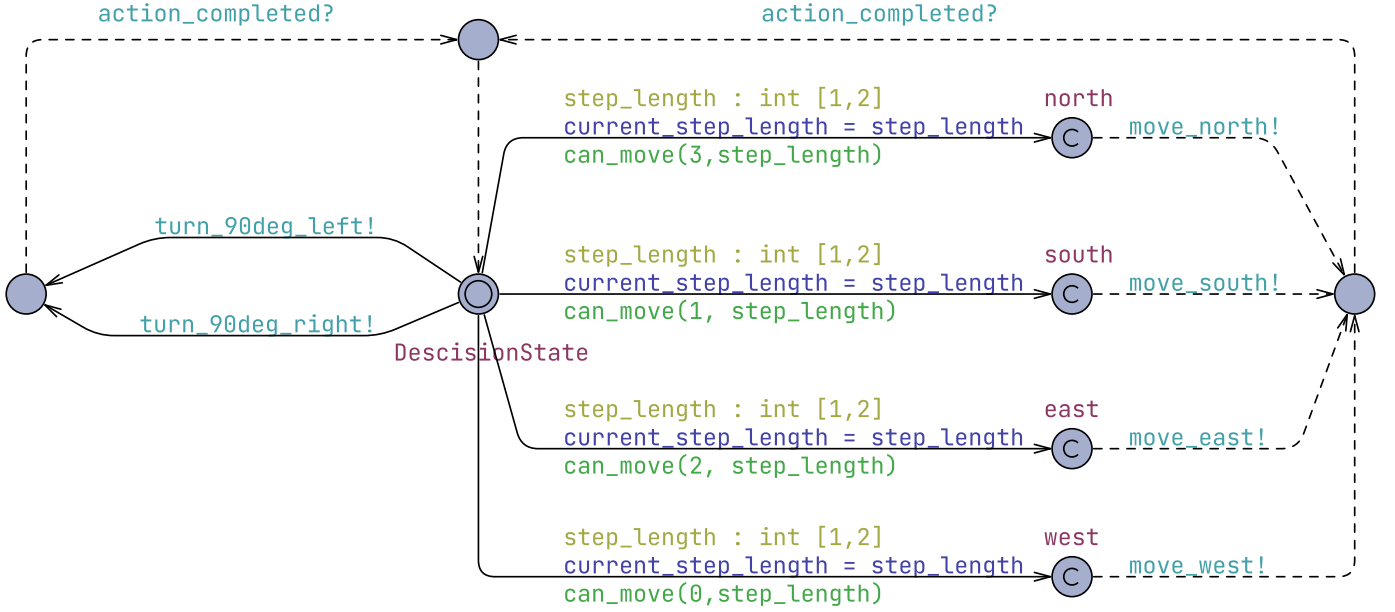 action_completed?
action_completed?
step_length : int [1,2]
north
current_step_length = step_length
move_north!
can_move(3,step_length)
turn_90deg_left!
step_length : int [1,2]
south
current_step_length = step_length
move_south!
can_move(1, step_length)
turn_90deg_right!
DescisionState
step_length : int [1,2]
east
current_step_length = step_length
move_east!
can_move(2, step_length)
step_length : int [1,2]
west
current_step_length = step_length
move_west!
can_move(0,step_length)
C
C
C
C